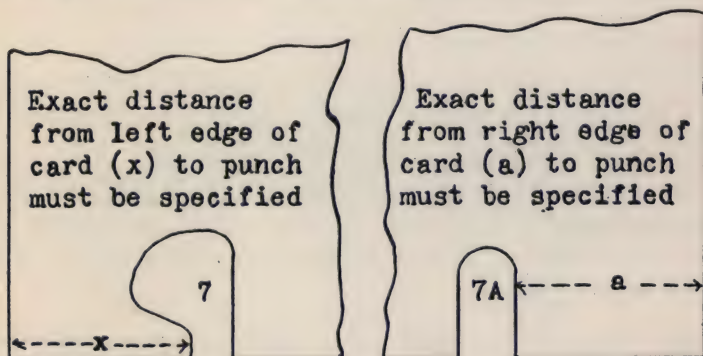 Exact distance
from left edge of
card (x) to punch
must be specified
7
x
Exact distance
from right edge of
card (a) to punch
must be specified
7A
a